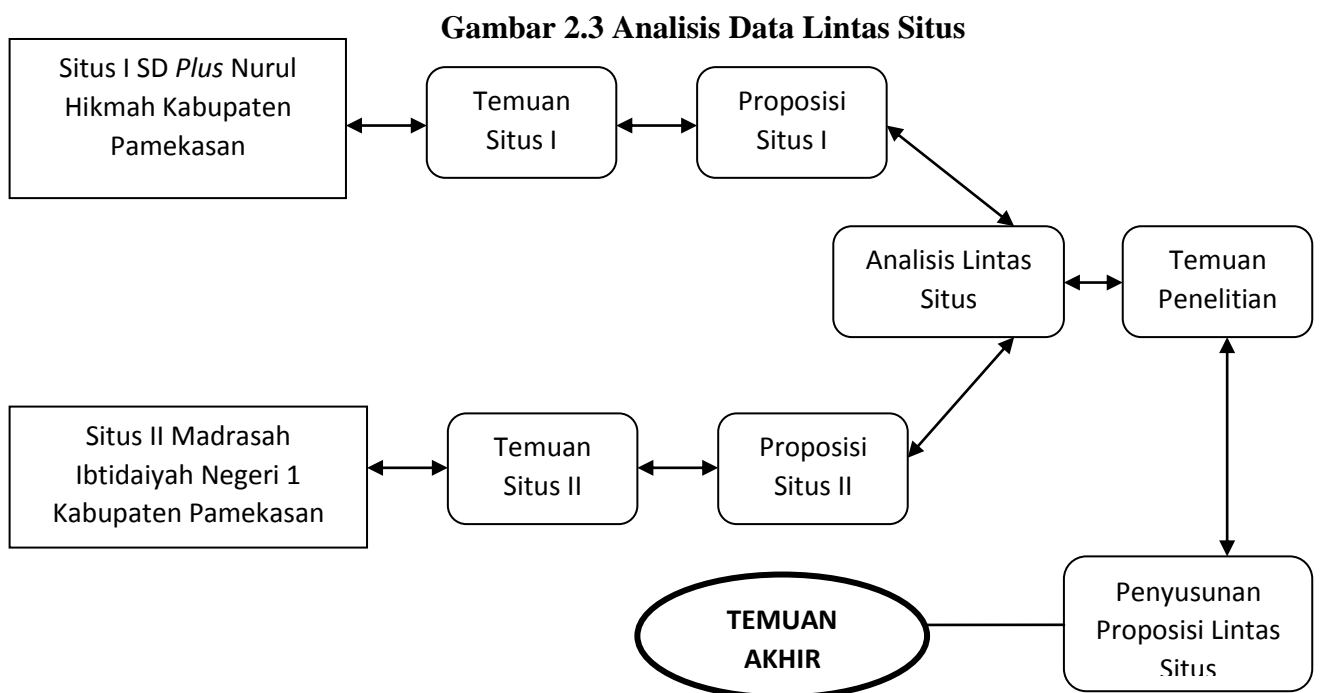 Gambar 2.3 Analisis Data Lintas Situs
Situs I SD Plus Nurul
Hikmah Kabupaten
Pamekasan
Temuan
Situs I
Proposisi
Situs I
Analisis Lintas
Situs
Temuan
Penelitian
Situs II Madrasah
Ibtidaiyah Negeri 1
Kabupaten Pamekasan
Temuan
Situs II
Proposisi
Situs II
Penyusunan
Proposisi Lintas
Situs
TEMUAN
AKHIR